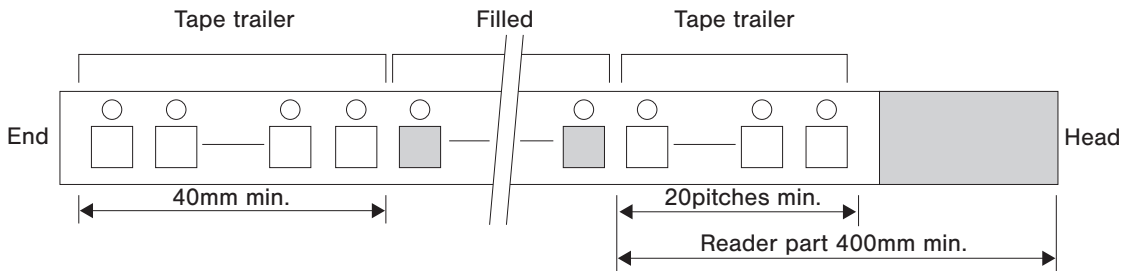 Tape trailer Filled Tape trailer
End Head
40mm min. 20pitches min.
Reader part 400mm min.